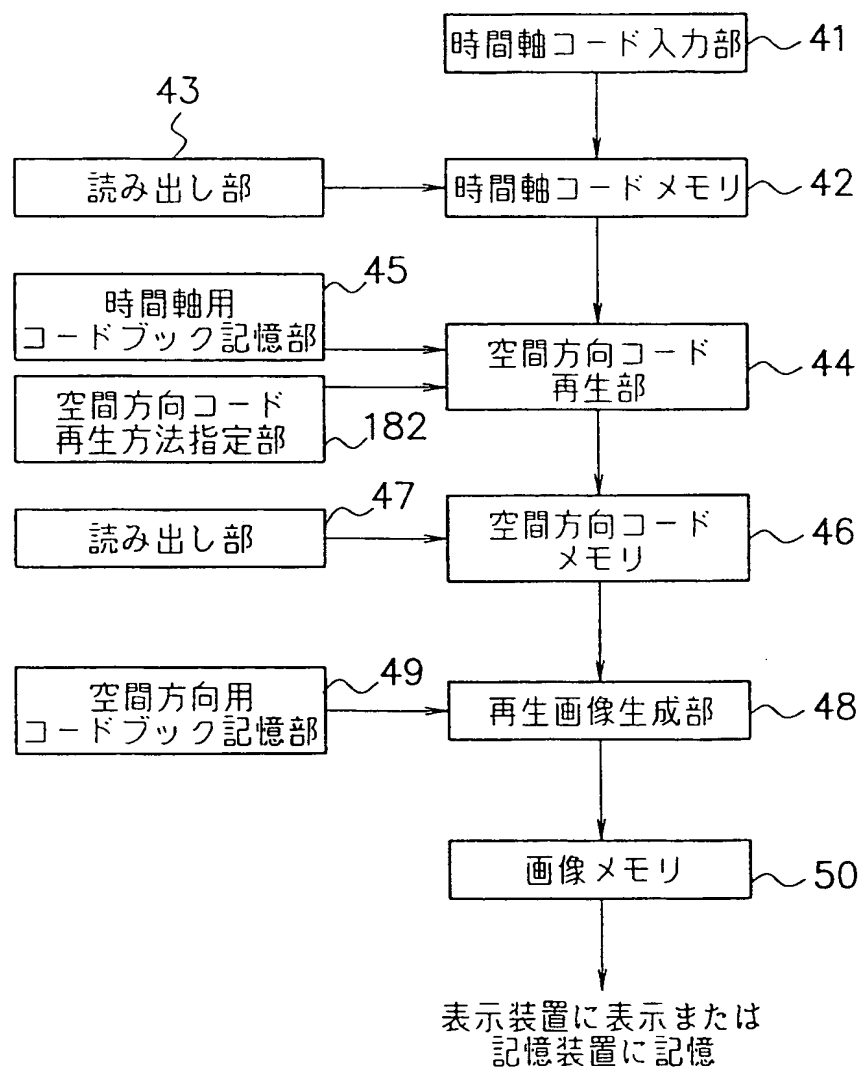 時間軸コード入力部
41
43
読み出し部
時間軸コードメモリ
42
45
時間軸用
コードブック記憶部
空間方向コード
再生部
44
空間方向コード
再生方法指定部
182
47
読み出し部
空間方向コード
メモリ
46
49
空間方向用
コードブック記憶部
再生画像生成部
48
画像メモリ
50
表示装置に表示または
記憶装置に記憶